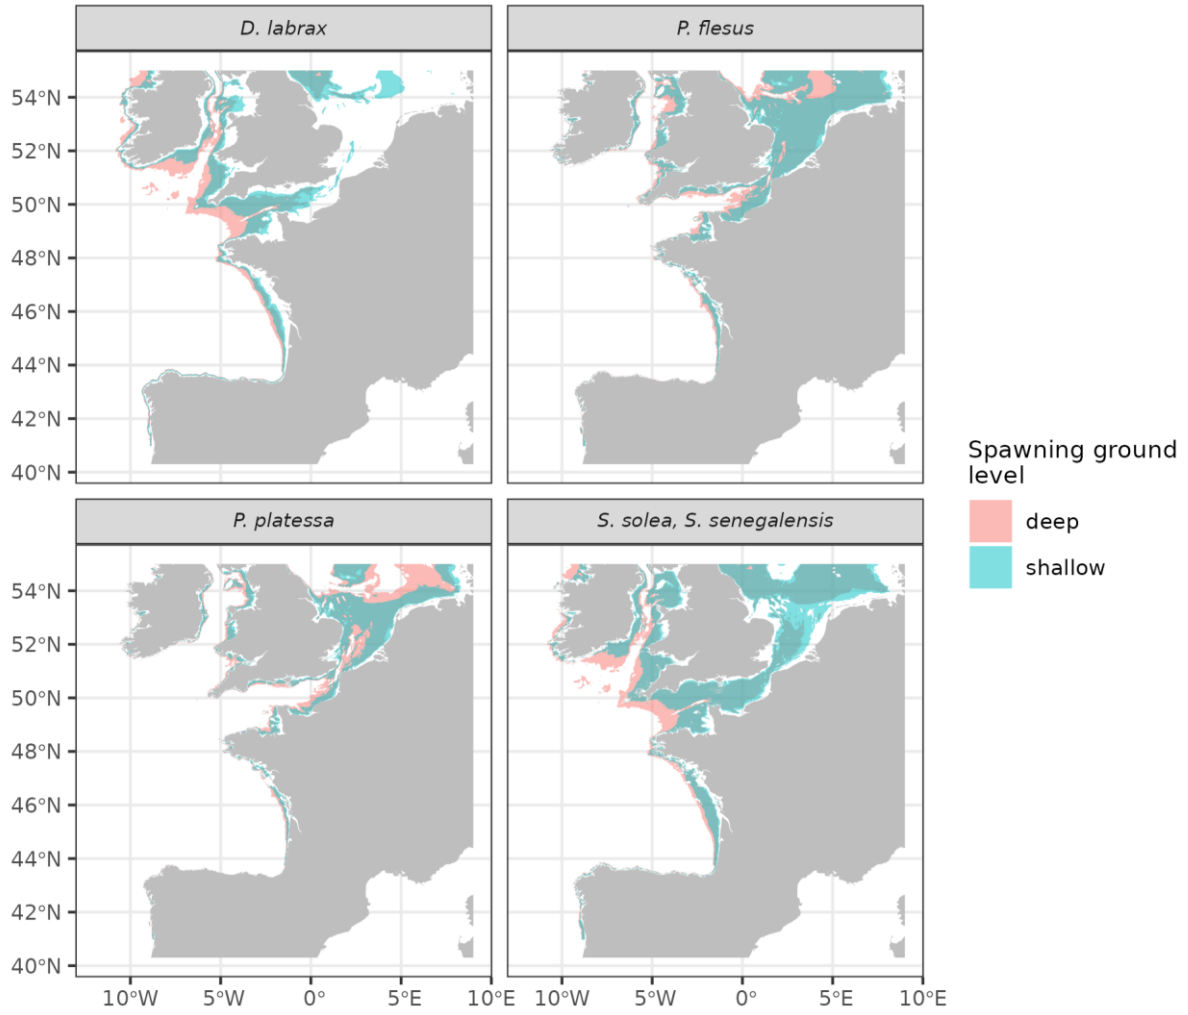 D. labrax
P. flesus
54°N
52°N
50°N
48°N
46°N
44°N
42°N
40°N
P. platessa
S. solea, S. senegalensis
54°N
52°N
50°N
48°N
46°N
44°N
42°N
40°N
10°W 5°W 0° 5°E 10°E 10°W 5°W 0° 5°E 10°E
Spawning ground
level
deep
shallow